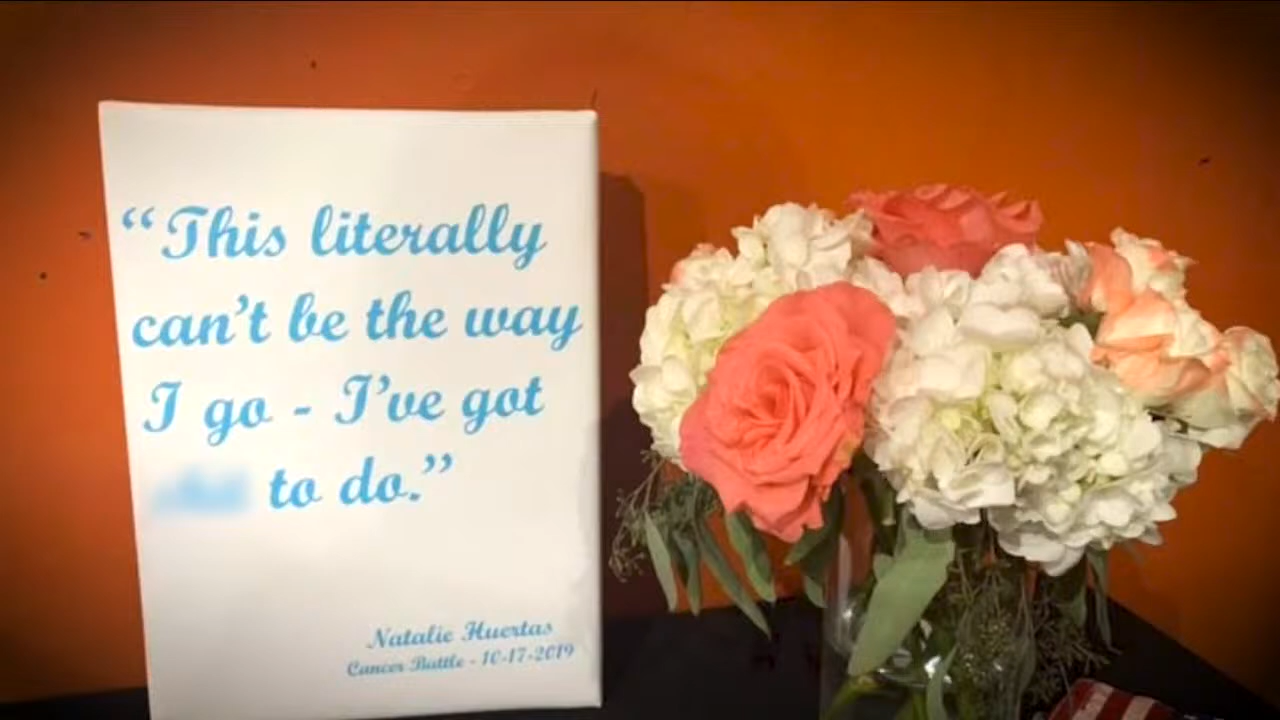 “This literally
can’t be the way
I go - I’ve got
to do.”
Natalie Huertas
Cancer Battle - 10-17-2019